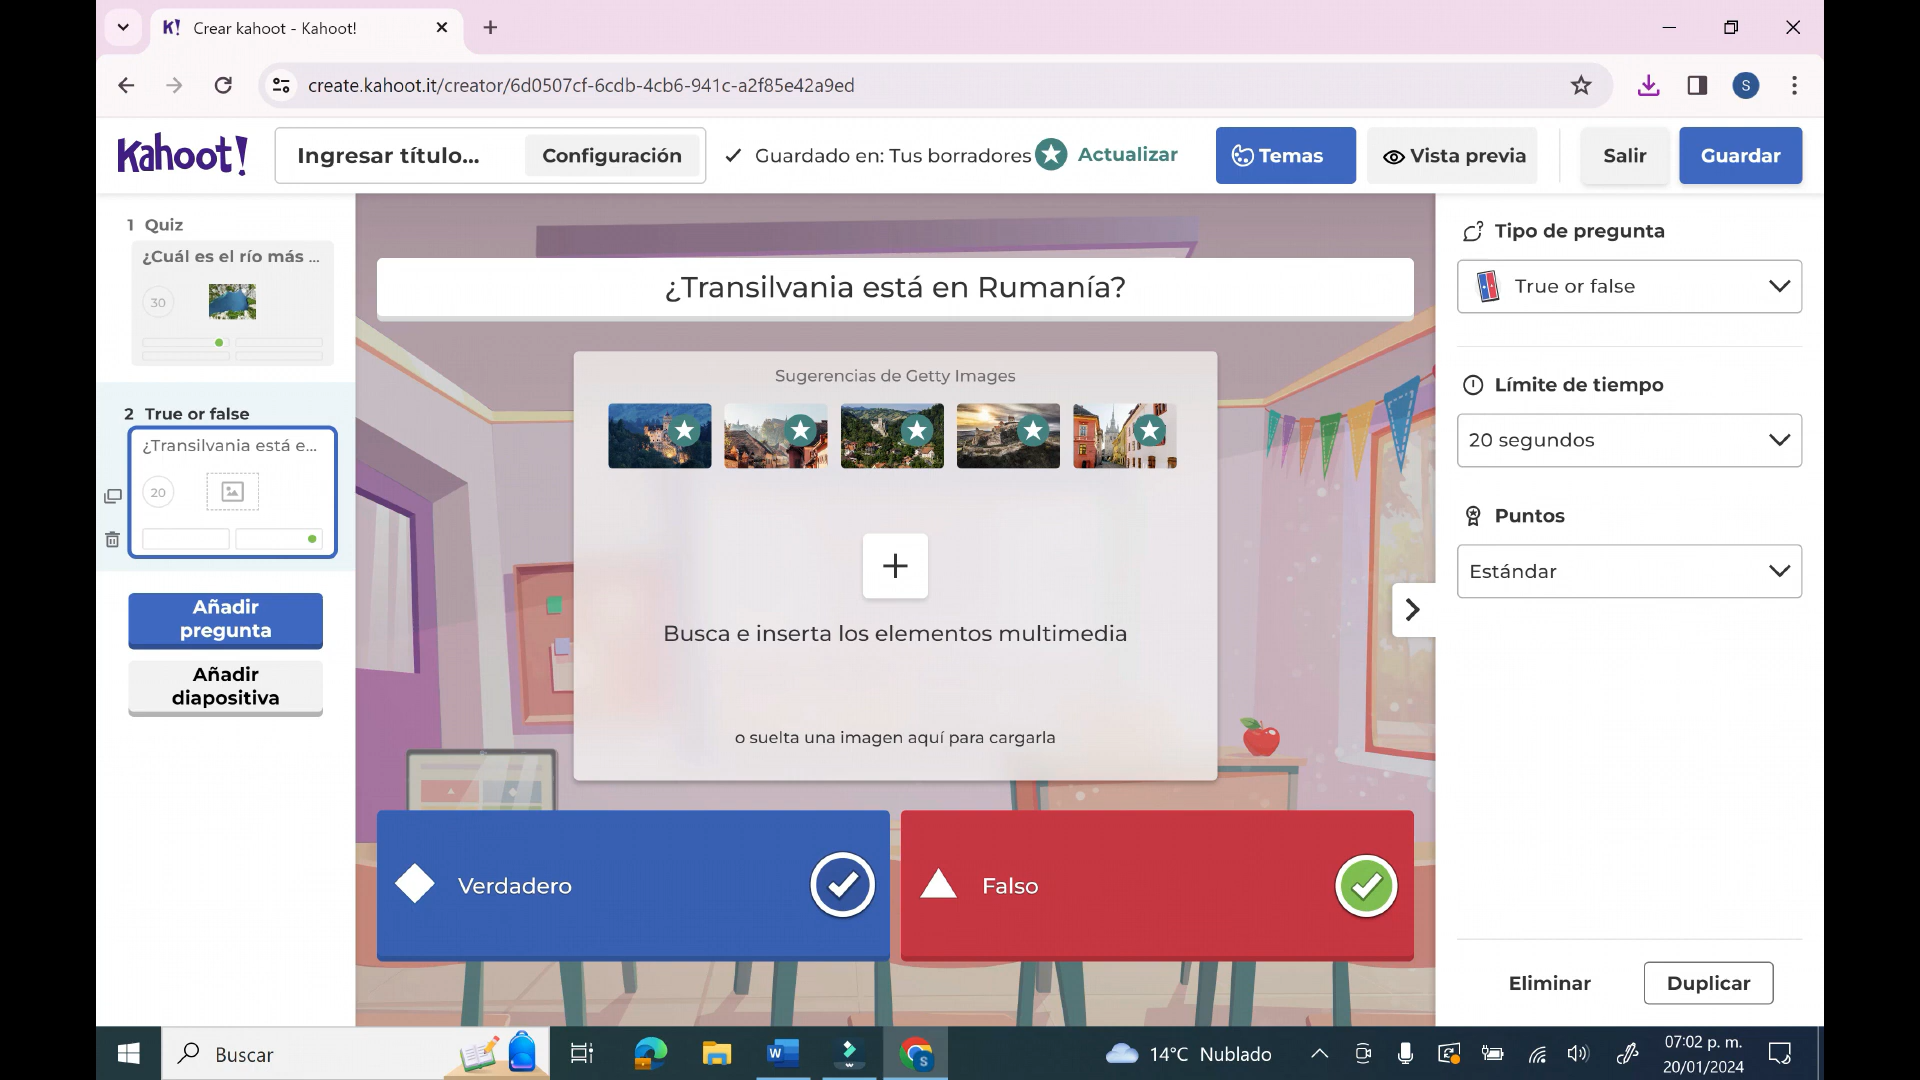 Crear kahoot - Kahoot!
create.kahoot.it/creator/6d0507cf-6cdb-4cb6-941c-a2f85e42a9ed
S
Kahoot!
Ingresar título...
Configuración
Guardado en: Tus borradores
Actualizar
Temas
Vista previa
Salir
Guardar
1 Quiz
¿Cuál es el río más ...
30
2 True or false
¿Transilvania está e...
20
Añadir
pregunta
Añadir
diapositiva
¿Transilvania está en Rumanía?
Sugerencias de Getty Images
Busca e inserta los elementos multimedia
o suelta una imagen aquí para cargarla
Verdadero
Falso
Tipo de pregunta
True or false
Límite de tiempo
20 segundos
Puntos
Estándar
Eliminar
Duplicar
Buscar
14°C Nublado
07:02 p. m.
20/01/2024